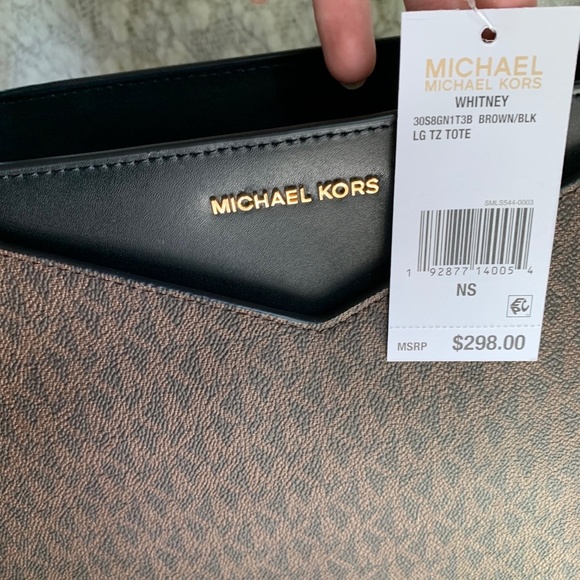 MICHAEL
MICHAEL KORS
WHITNEY
30S8GN1T3B BROWN/BLK
LG TZ TOTE
SMLS544-0003
1 92877 14005 4
NS
MSRP $298.00
MICHAEL KORS